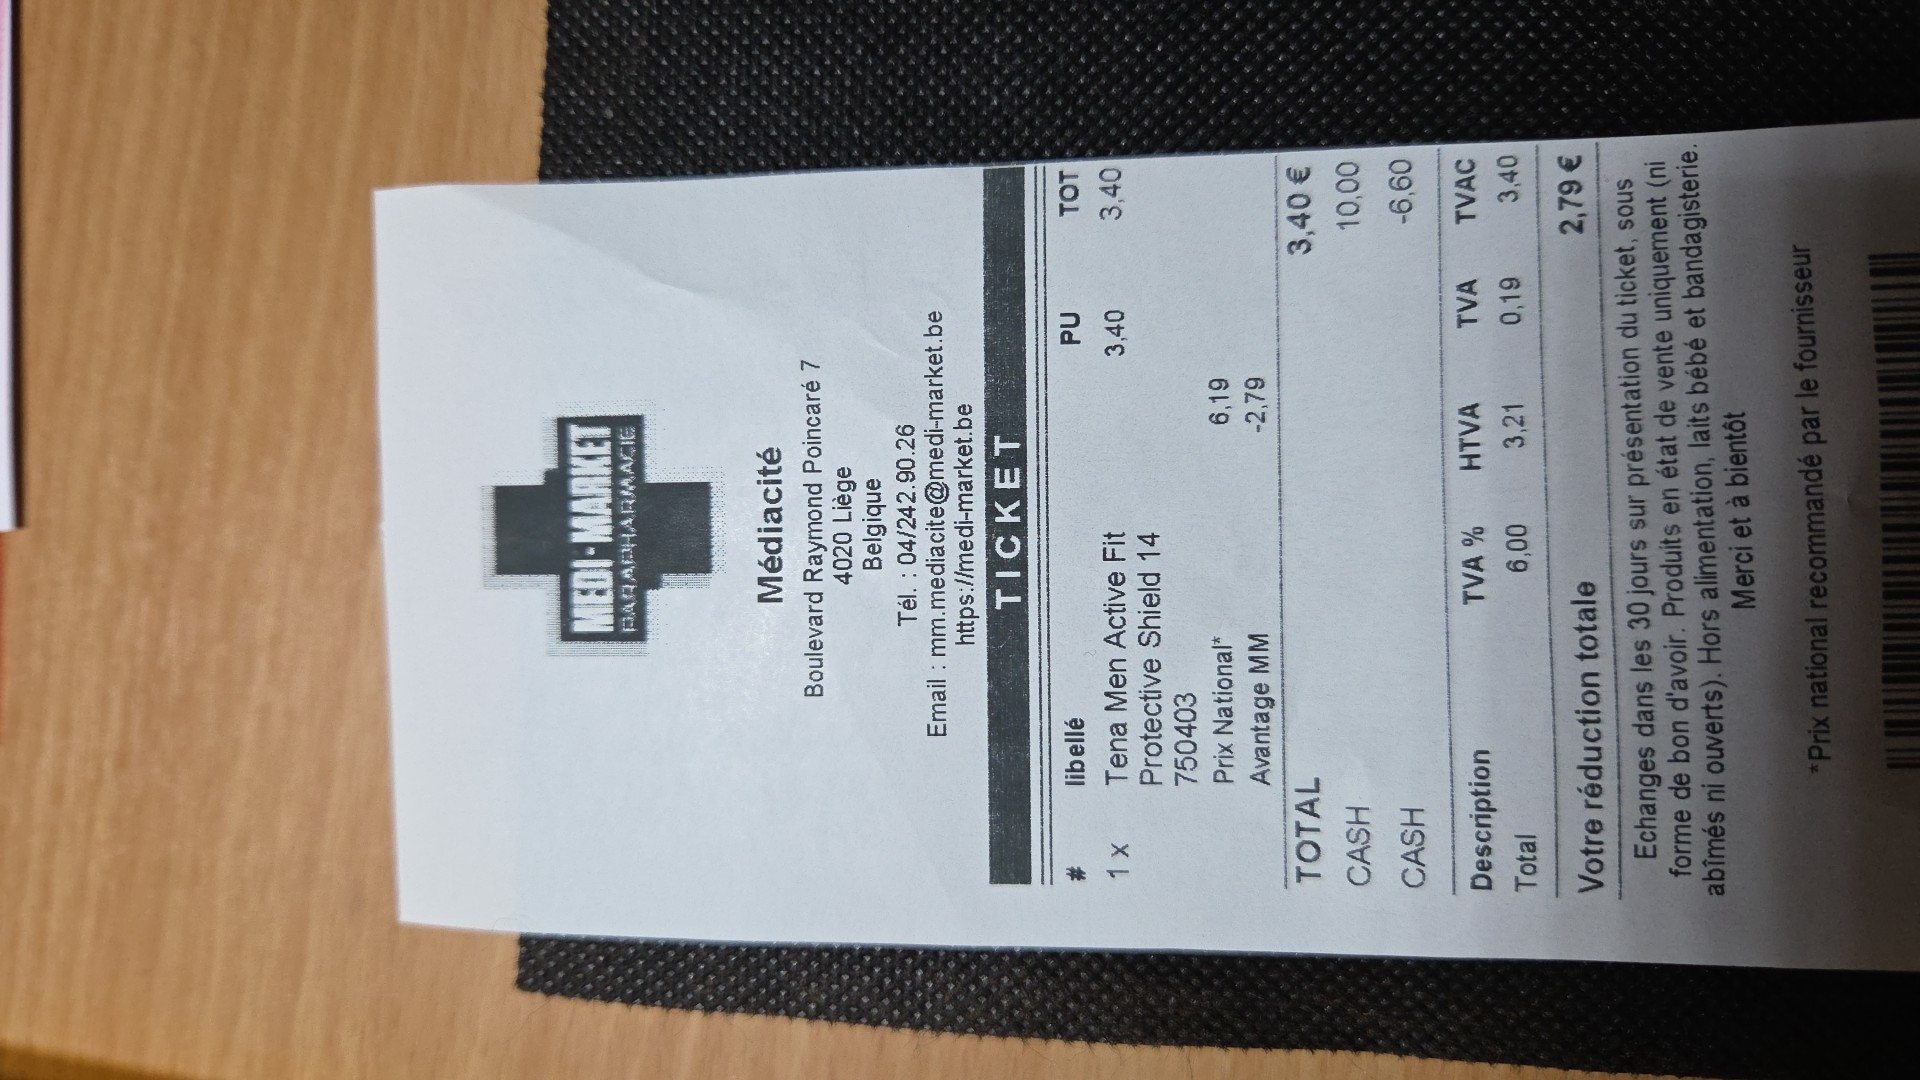 MEDI-MARKET
PARAPHARMACIE
Médiacité
Boulevard Raymond Poincaré 7
4020 Liège
Belgique
Tél. : 04/242.90.26
Email : mm.mediacite@medi-market.be
https://medi-market.be
TICKET
# libellé PU TOT
1 x Tena Men Active Fit 3,40 3,40
Protective Shield 14
750403
Prix National* 6,19
Avantage MM -2,79
TOTAL 3,40 €
CASH 10,00
CASH -6,60
Description TVA % HTVA TVA TVAC
Total 6,00 3,21 0,19 3,40
Votre réduction totale 2,79 €
Echanges dans les 30 jours sur présentation du ticket, sous
forme de bon d'avoir. Produits en état de vente uniquement (ni
abîmés ni ouverts). Hors alimentation, laits bébé et bandagisterie.
Merci et à bientôt
*Prix national recommandé par le fournisseur